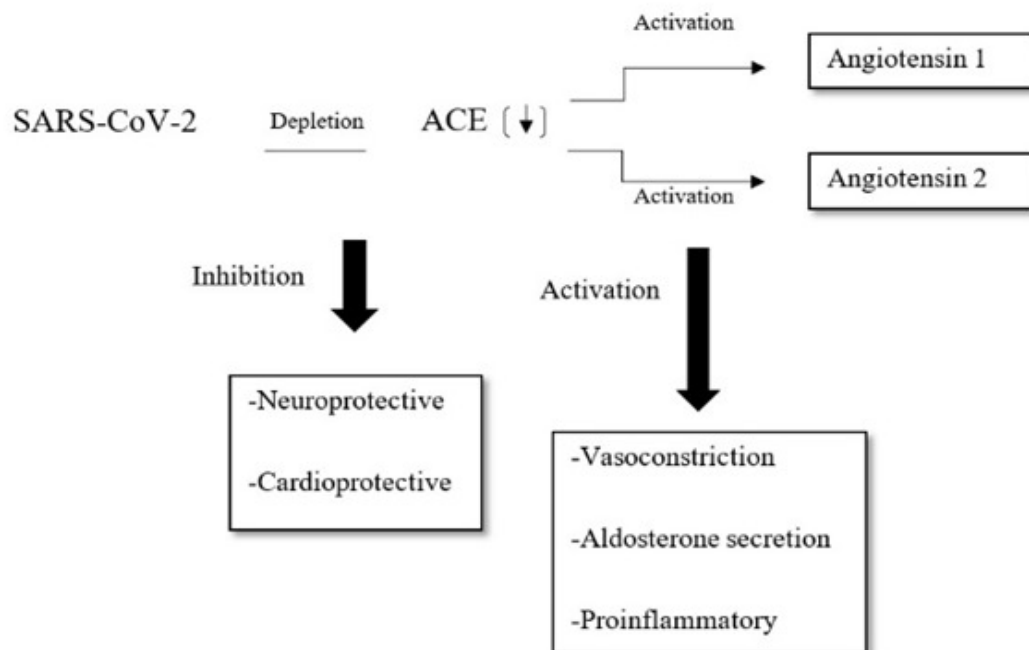 Activation
Angiotensin 1
SARS-CoV-2
Depletion
ACE (↓)
Angiotensin 2
Activation
Inhibition
Activation
-Neuroprotective
-Cardioprotective
-Vasoconstriction
-Aldosterone secretion
-Proinflammatory